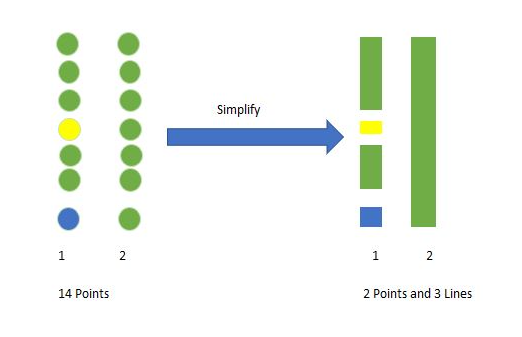 Simplify
1 2
1 2
14 Points
2 Points and 3 Lines